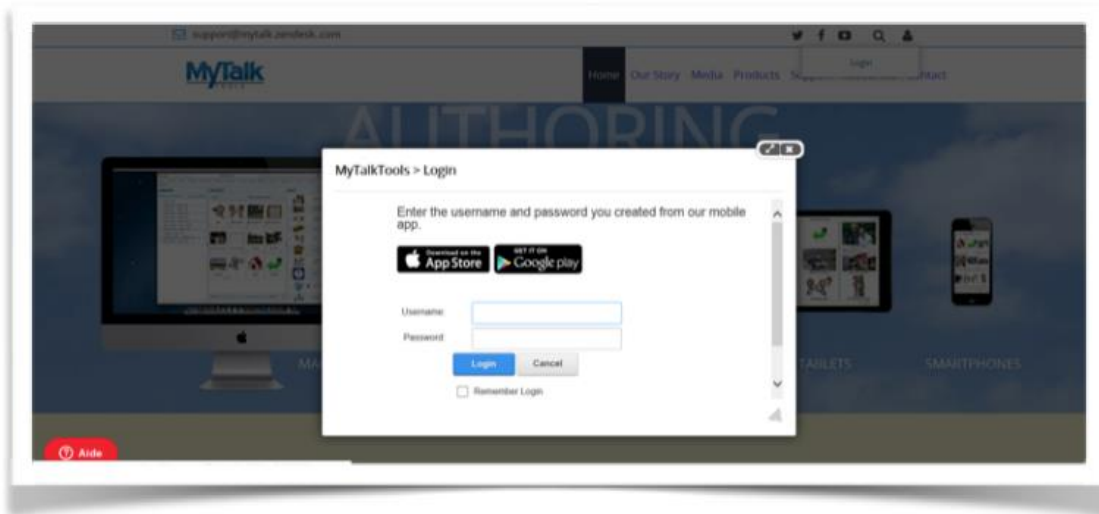 support@mytalk.zendesk.com
Login
MyTalk
TOOLS
Home Our Story Media Products
AUTHORING
MyTalkTools > Login
Enter the username and password you created from our mobile
app.
Download on the
App Store
GET IT ON
Google play
Username
Password
Login Cancel
Remember Login
TABLETS
SMARTPHONES
Aide